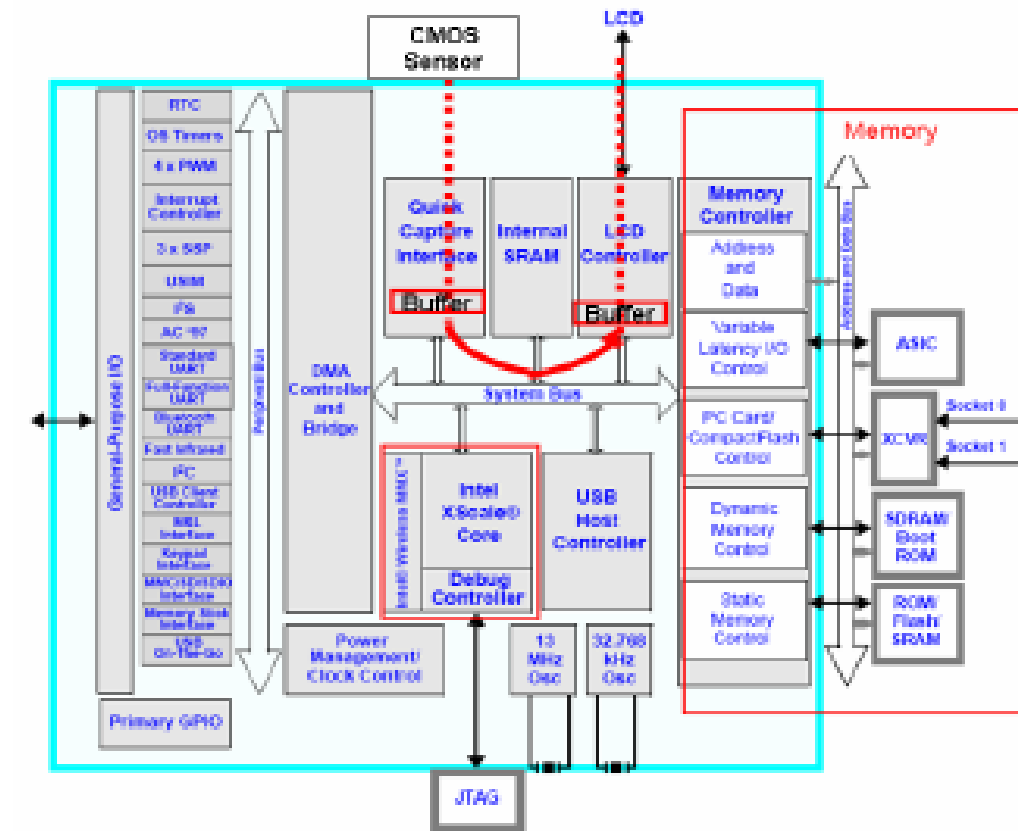 LCD
CMOS
Sensor
Memory
RTC
OS Timers
4 x PWM
Interrupt
Controller
3 x SSP
USIM
I²S
AC '97
Standard
UART
Full-Function
UART
Bluetooth
UART
Fast Infrared
I²C
USB Client
Controller
MSL
Interface
Keypad
Interface
MMC/SD/SDIO
Interface
Memory Stick
Interface
USB
On-The-Go
General-Purpose I/O
Peripheral Bus
Primary GPIO
DMA
Controller
and
Bridge
Quick
Capture
Interface
Buffer
Internal
SRAM
LCD
Controller
Buffer
System Bus
Intel® Wireless MMX™
Intel
XScale®
Core
Debug
Controller
USB
Host
Controller
Power
Management/
Clock Control
13
MHz
Osc
32.768
kHz
Osc
JTAG
Memory
Controller
Address
and
Data
Variable
Latency I/O
Control
PC Card/
CompactFlash
Control
Dynamic
Memory
Control
Static
Memory
Control
Address and Data Bus
ASIC
XCVR
Socket 0
Socket 1
SDRAM/
Boot
ROM
ROM/
Flash/
SRAM